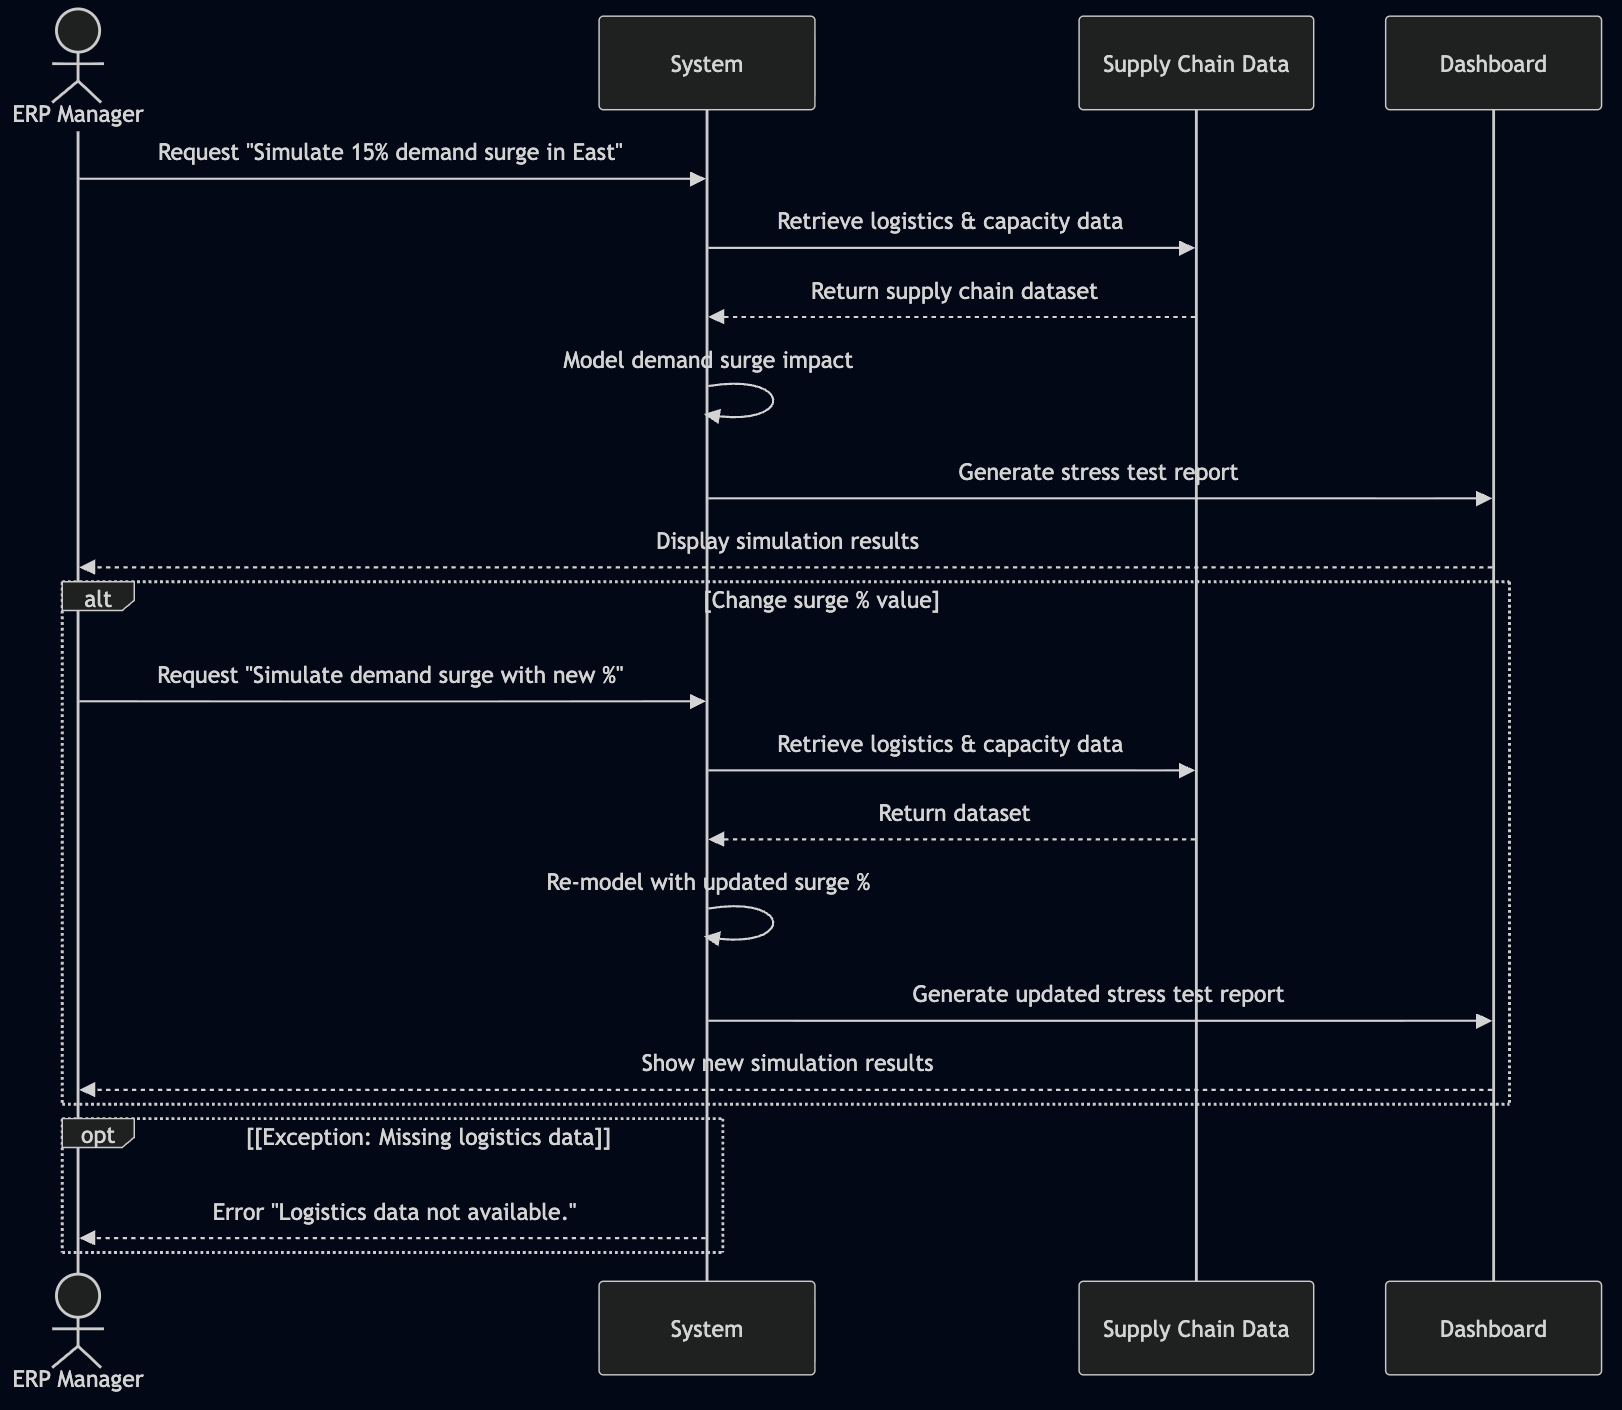 ERP Manager
System
Supply Chain Data
Dashboard
Request "Simulate 15% demand surge in East"
Retrieve logistics & capacity data
Return supply chain dataset
Model demand surge impact
Generate stress test report
Display simulation results
alt
[Change surge % value]
Request "Simulate demand surge with new %"
Retrieve logistics & capacity data
Return dataset
Re-model with updated surge %
Generate updated stress test report
Show new simulation results
opt
[[Exception: Missing logistics data]]
Error "Logistics data not available."
ERP Manager
System
Supply Chain Data
Dashboard